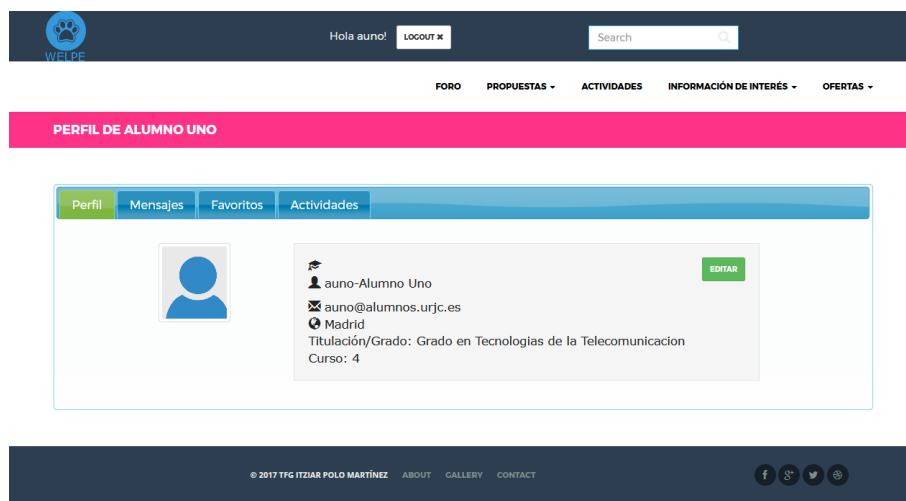 WELPE
Hola auno! LOGOUT ✖ Search
FORO PROPUESTAS ACTIVIDADES INFORMACIÓN DE INTERÉS OFERTAS
PERFIL DE ALUMNO UNO
Perfil Mensajes Favoritos Actividades
EDITAR
auno-Alumno Uno
auno@alumnos.urjc.es
Madrid
Titulación/Grado: Grado en Tecnologias de la Telecomunicacion
Curso: 4
© 2017 TFG ITZIAR POLO MARTÍNEZ ABOUT GALLERY CONTACT